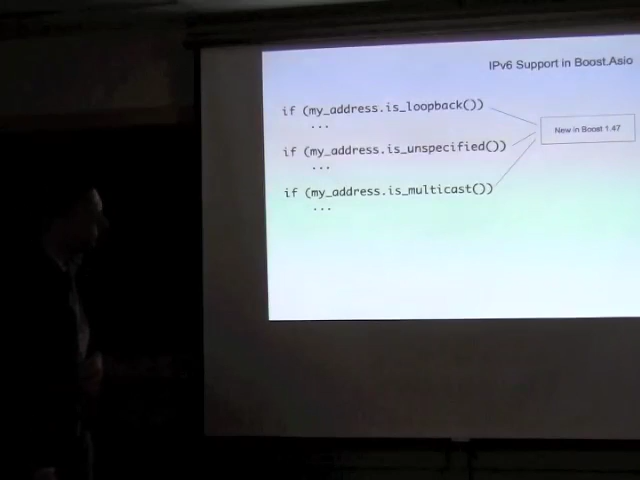 IPv6 Support in Boost.Asio
if (my_address.is_loopback())
...
New in Boost 1.47
if (my_address.is_unspecified())
...
if (my_address.is_multicast())
...